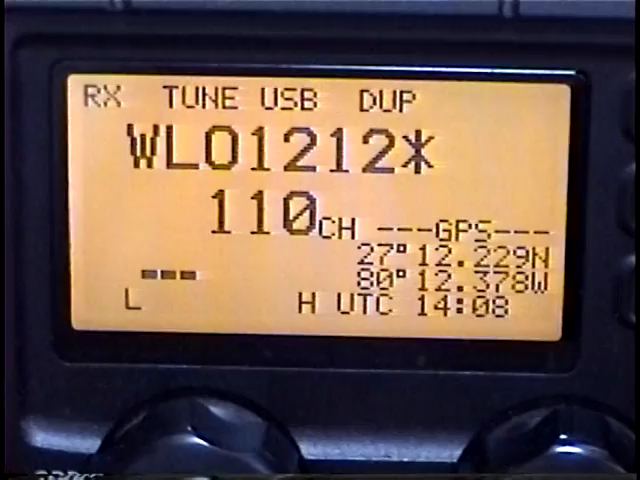 RX TUNE USB DUP
WLO1212*
110CH ---GPS---
27°12.229N
80°12.378W
L H UTC 14:08